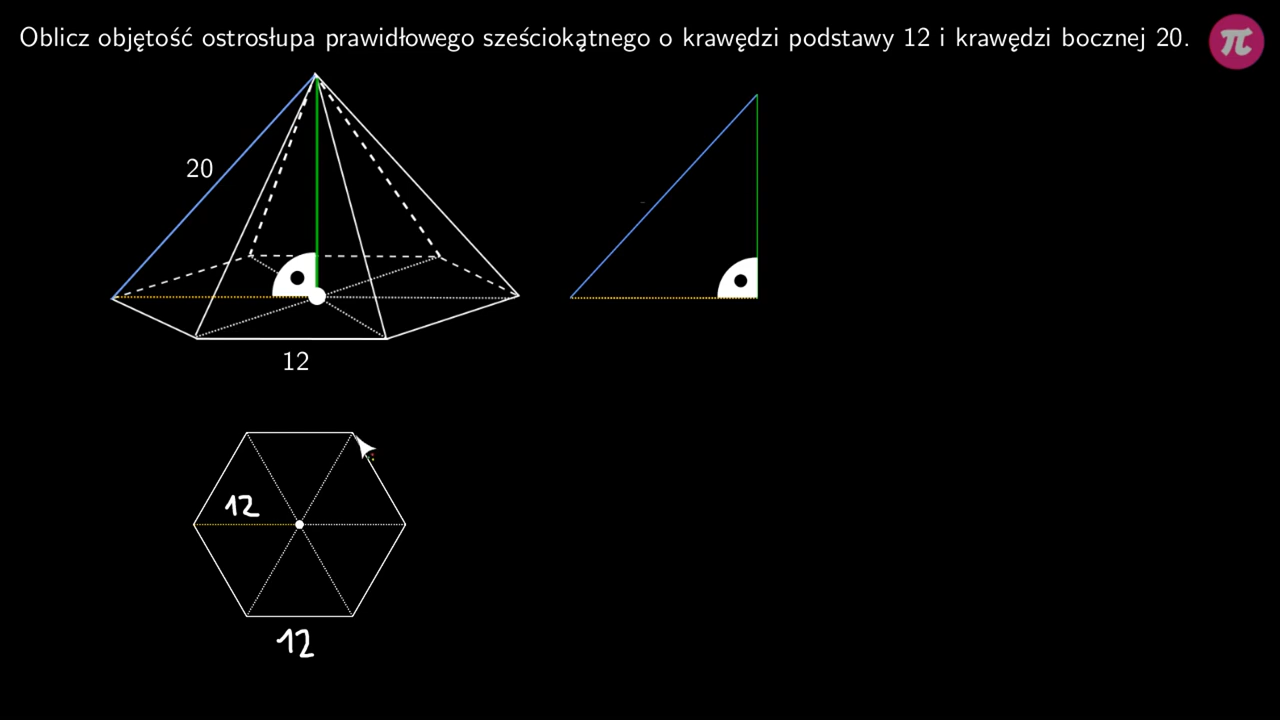 Oblicz objętość ostrosłupa prawidłowego sześciokątnego o krawędzi podstawy 12 i krawędzi bocznej 20.
π
20
12
12
12